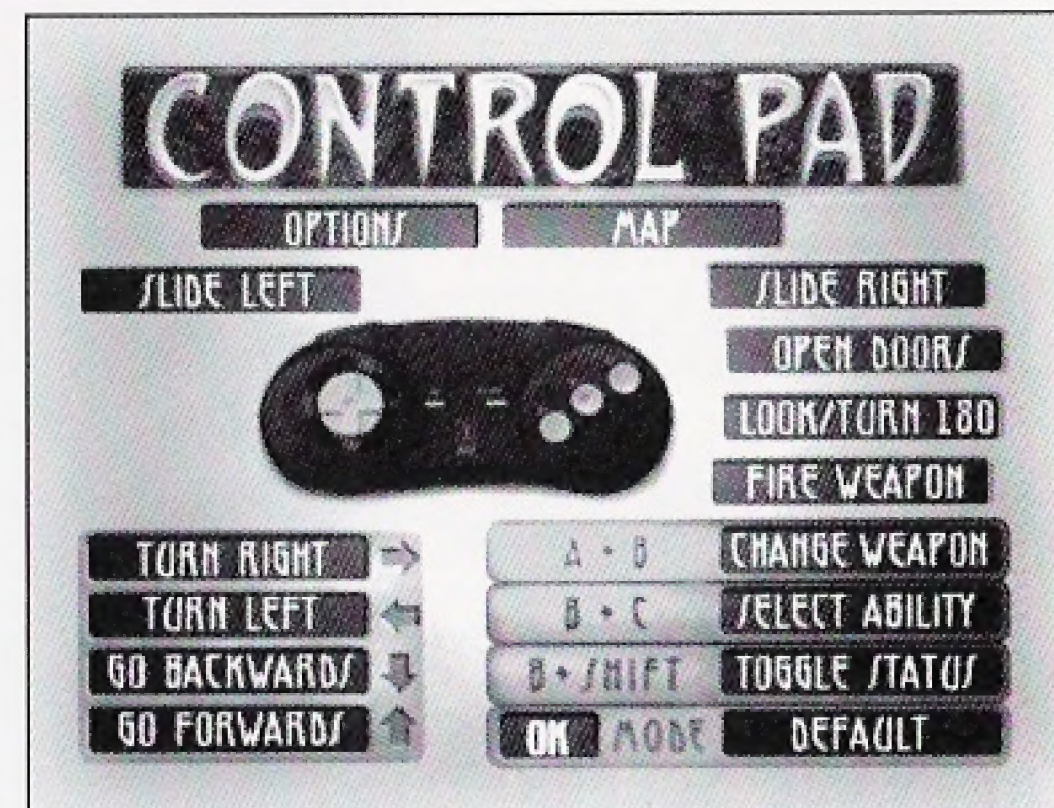 CONTROL PAD
OPTIONS MAP
SLIDE LEFT SLIDE RIGHT
OPEN DOORS
LOOK/TURN 180
FIRE WEAPON
TURN RIGHT → A + B CHANGE WEAPON
TURN LEFT ← B + C SELECT ABILITY
GO BACKWARDS ↓ B + SHIFT TOGGLE STATUS
GO FORWARDS ↑ OK MODE DEFAULT